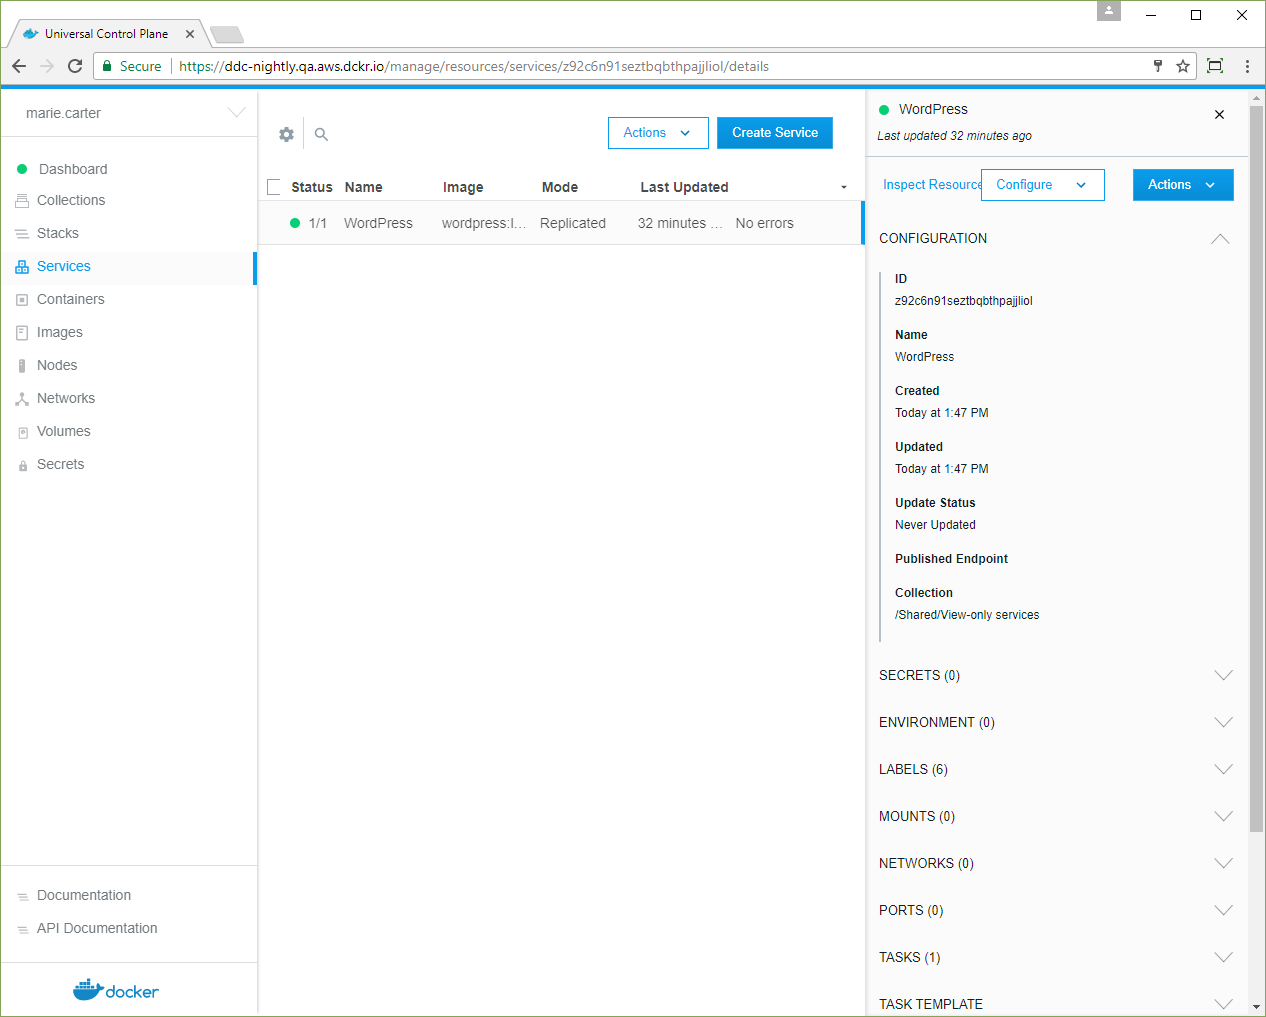 Universal Control Plane
Secure https://ddc-nightly.qa.aws.dckr.io/manage/resources/services/z92c6n91seztbqbthpajjliol/details
marie.carter
Dashboard
Collections
Stacks
Services
Containers
Images
Nodes
Networks
Volumes
Secrets
Documentation
API Documentation
docker
Actions Create Service
Status Name Image Mode Last Updated
1/1 WordPress wordpress:l... Replicated 32 minutes ... No errors
WordPress
Last updated 32 minutes ago
Inspect Resource Configure Actions
CONFIGURATION
ID
z92c6n91seztbqbthpajjliol
Name
WordPress
Created
Today at 1:47 PM
Updated
Today at 1:47 PM
Update Status
Never Updated
Published Endpoint
Collection
/Shared/View-only services
SECRETS (0)
ENVIRONMENT (0)
LABELS (6)
MOUNTS (0)
NETWORKS (0)
PORTS (0)
TASKS (1)
TASK TEMPLATE